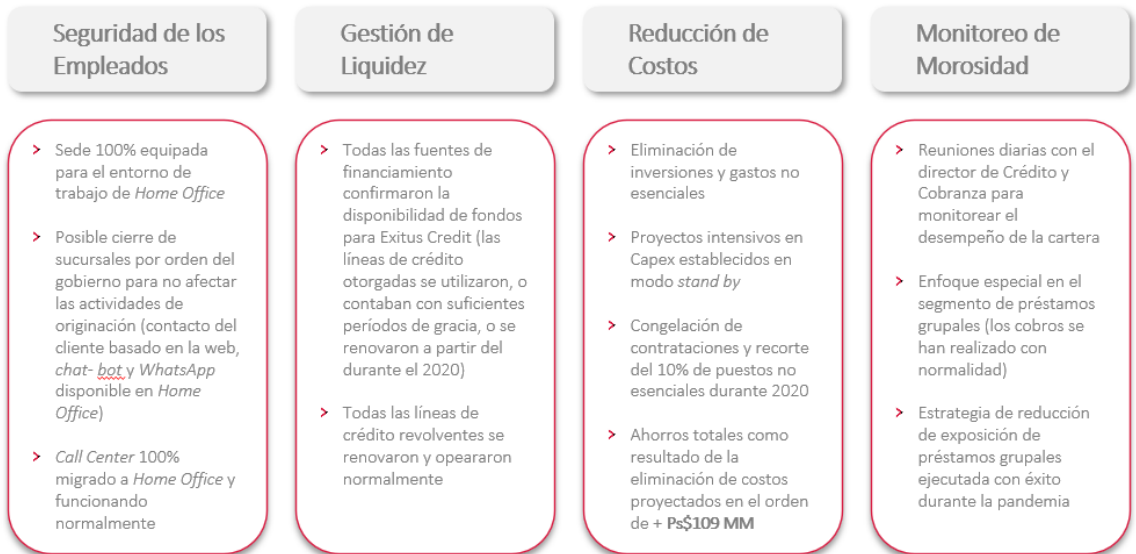 Seguridad de los
Empleados
Sede 100% equipada
para el entorno de
trabajo de Home Office
Posible cierre de
sucursales por orden del
gobierno para no afectar
las actividades de
originación (contacto del
cliente basado en la web,
chat- bot y WhatsApp
disponible en Home
Office)
Call Center 100%
migrado a Home Office y
funcionando
normalmente
Gestión de
Liquidez
Todas las fuentes de
financiamiento
confirmaron la
disponibilidad de fondos
para Exitus Credit (las
líneas de crédito
otorgadas se utilizaron, o
contaban con suficientes
períodos de gracia, o se
renovaron a partir del
durante el 2020)
Todas las líneas de
crédito revolventes se
renovaron y opeararon
normalmente
Reducción de
Costos
Eliminación de
inversiones y gastos no
esenciales
Proyectos intensivos en
Capex establecidos en
modo stand by
Congelación de
contrataciones y recorte
del 10% de puestos no
esenciales durante 2020
Ahorros totales como
resultado de la
eliminación de costos
proyectados en el orden
de + Ps$109 MM
Monitoreo de
Morosidad
Reuniones diarias con el
director de Crédito y
Cobranza para
monitorear el
desempeño de la cartera
Enfoque especial en el
segmento de préstamos
grupales (los cobros se
han realizado con
normalidad)
Estrategia de reducción
de exposición de
préstamos grupales
ejecutada con éxito
durante la pandemia